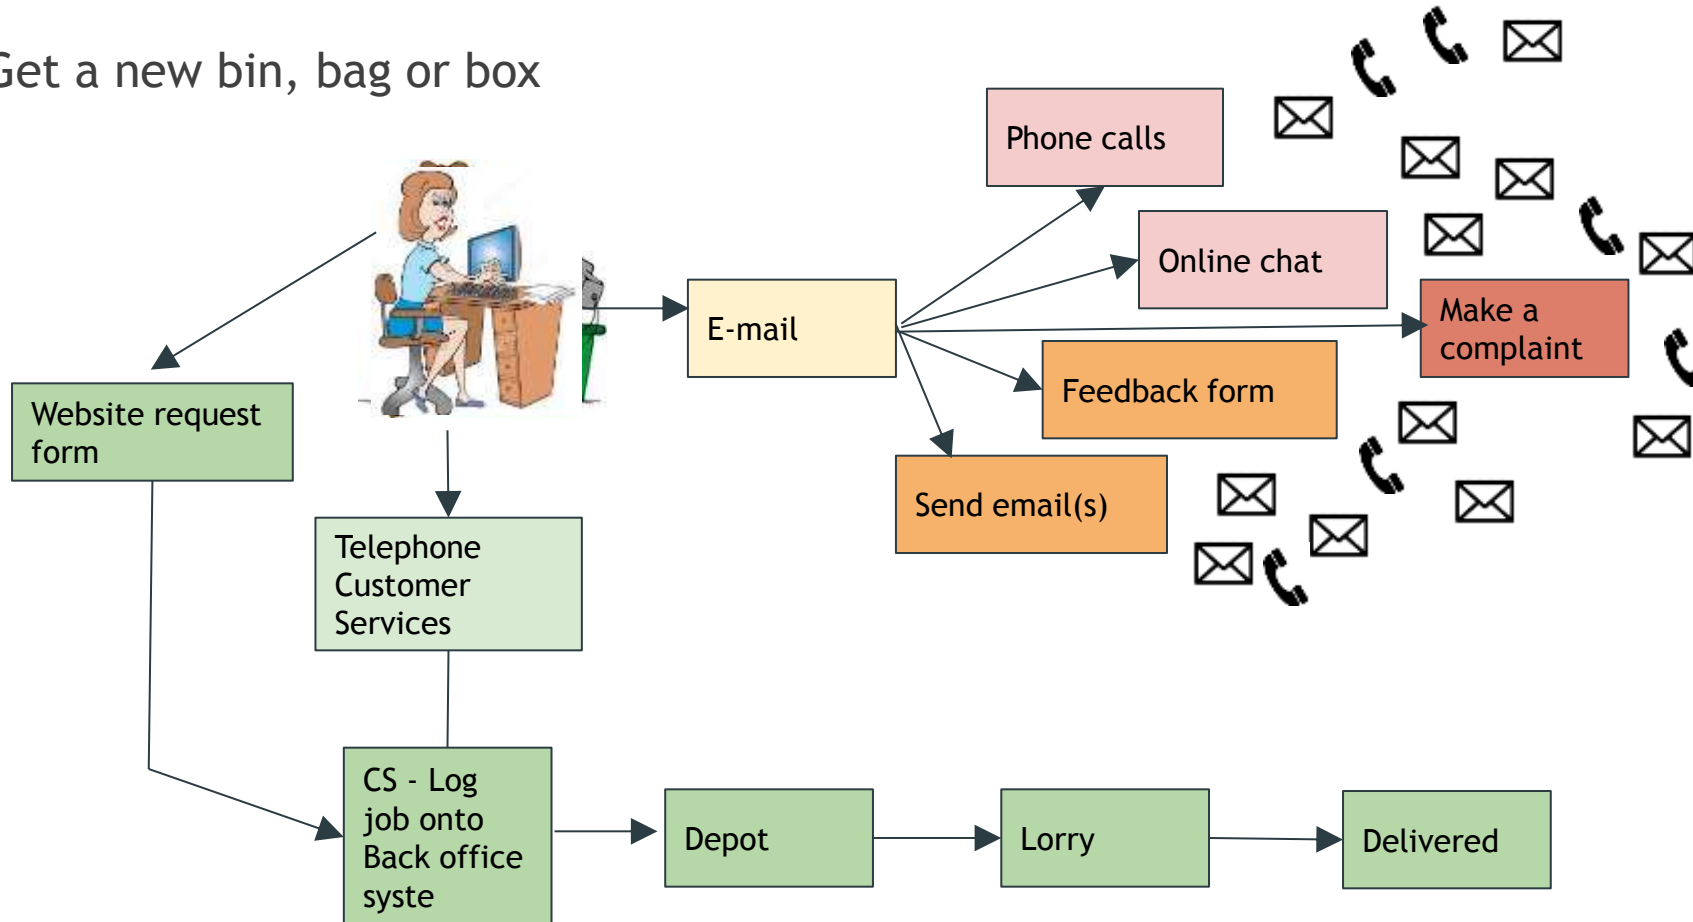 Get a new bin, bag or box
Phone calls
Online chat
E-mail
Make a
complaint
Feedback form
Website request
form
Send email(s)
Telephone
Customer
Services
CS - Log
job onto
Back office
syste
Depot
Lorry
Delivered